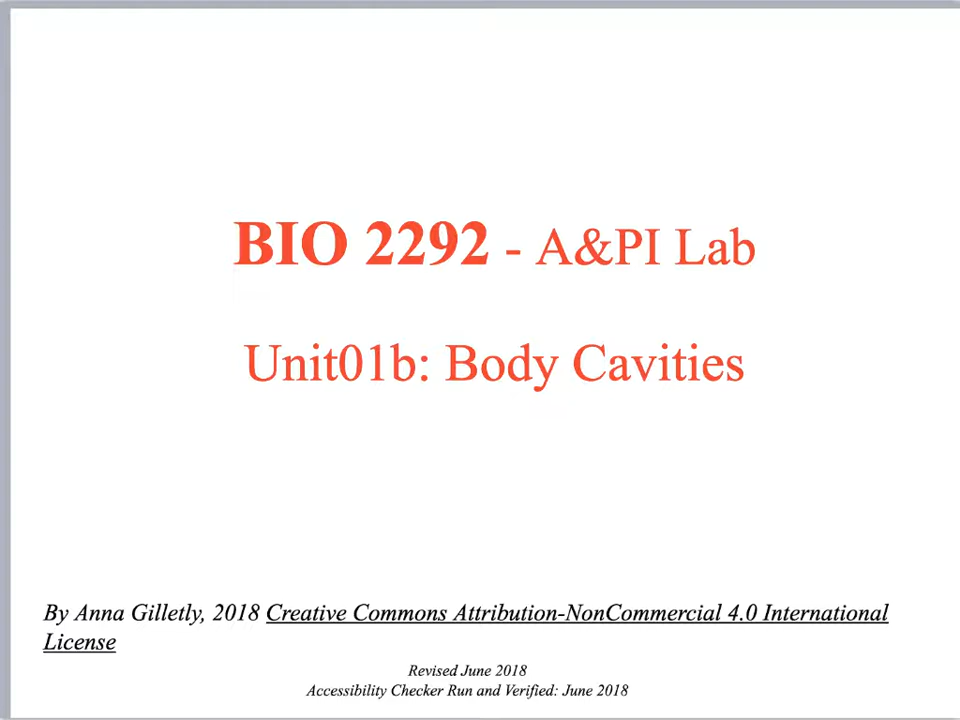 BIO 2292 - A&PI Lab
Unit01b: Body Cavities
By Anna Gilletly, 2018 Creative Commons Attribution-NonCommercial 4.0 International
License
Revised June 2018
Accessibility Checker Run and Verified: June 2018